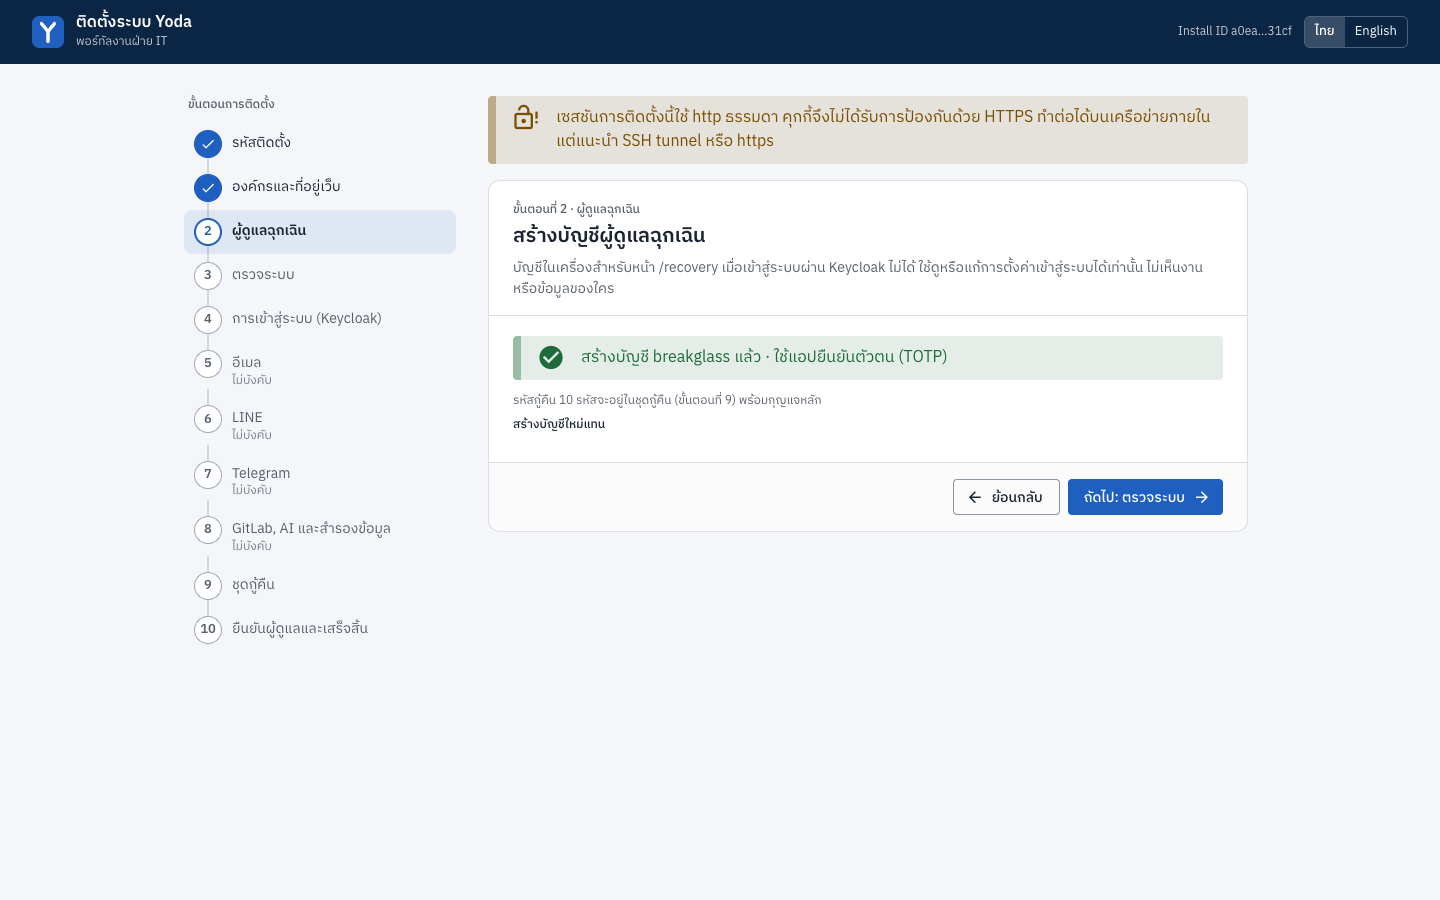 Y
ติดตั้งระบบ Yoda
พอร์ทัลงานฝ่าย IT
Install ID a0ea…31cf
ไทย
English
ขั้นตอนการติดตั้ง
รหัสติดตั้ง
องค์กรและที่อยู่เว็บ
2 ผู้ดูแลฉุกเฉิน
3 ตรวจระบบ
4 การเข้าสู่ระบบ (Keycloak)
5 อีเมล
ไม่บังคับ
6 LINE
ไม่บังคับ
7 Telegram
ไม่บังคับ
8 GitLab, AI และสำรองข้อมูล
ไม่บังคับ
9 ชุดกู้คืน
10 ยืนยันผู้ดูแลและเสร็จสิ้น
เซสชันการติดตั้งนี้ใช้ http ธรรมดา คุกกี้จึงไม่ได้รับการป้องกันด้วย HTTPS ทำต่อได้บนเครือข่ายภายใน
แต่แนะนำ SSH tunnel หรือ https
ขั้นตอนที่ 2 · ผู้ดูแลฉุกเฉิน
สร้างบัญชีผู้ดูแลฉุกเฉิน
บัญชีในเครื่องสำหรับหน้า /recovery เมื่อเข้าสู่ระบบผ่าน Keycloak ไม่ได้ ใช้ดูหรือแก้การตั้งค่าเข้าสู่ระบบได้เท่านั้น ไม่เห็นงาน
หรือข้อมูลของใคร
สร้างบัญชี breakglass แล้ว · ใช้แอปยืนยันตัวตน (TOTP)
รหัสกู้คืน 10 รหัสจะอยู่ในชุดกู้คืน (ขั้นตอนที่ 9) พร้อมกุญแจหลัก
สร้างบัญชีใหม่แทน
ย้อนกลับ
ถัดไป: ตรวจระบบ